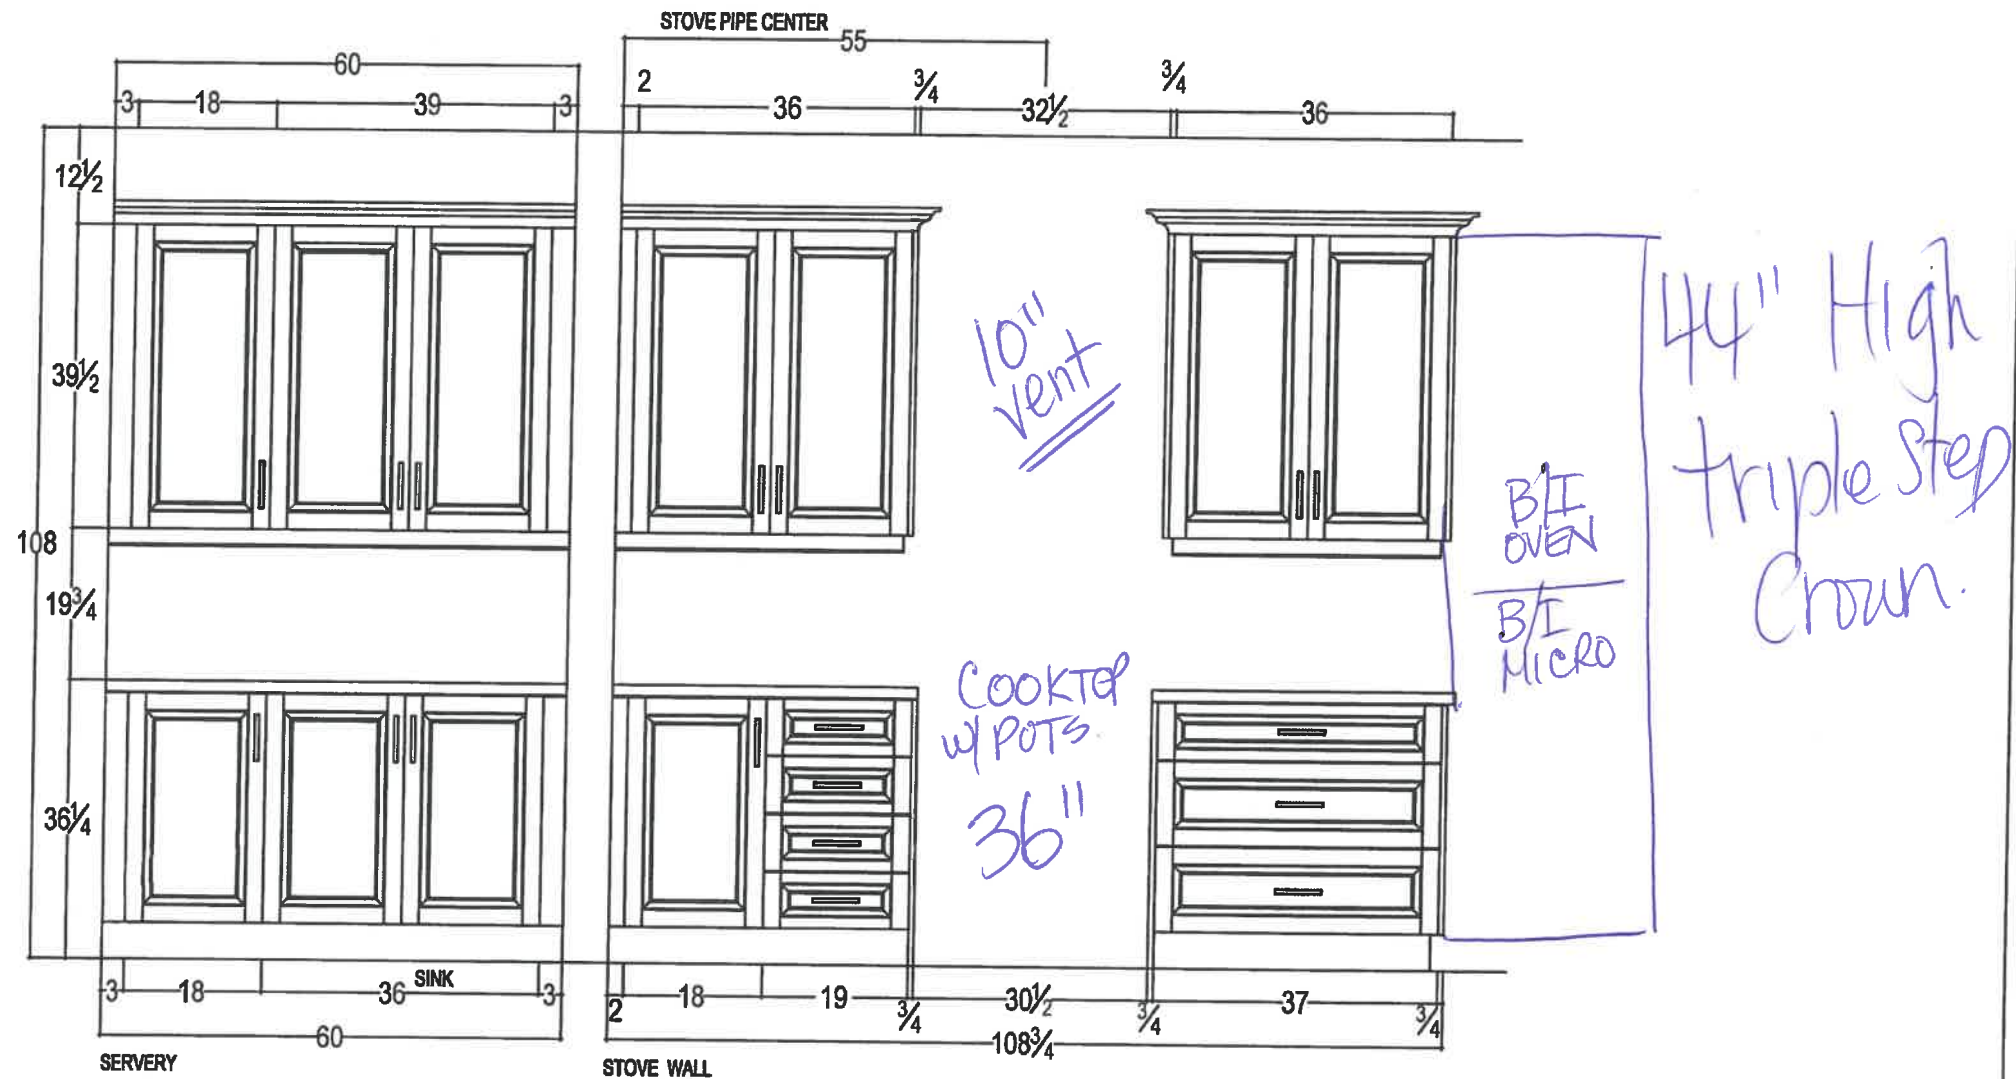 STOVE PIPE CENTER
55
60
2
¾
¾
3
18
39
3
36
32½
36
12½
39½
108
19¾
36¼
10"
vent
44" High
triple Step
Crown.
B/I
OVEN
B/I
MICRO
COOKTOP
w/ POTS.
36"
3
18
36
SINK
3
2
18
19
¾
30½
¾
37
¾
60
108¾
SERVERY
STOVE WALL